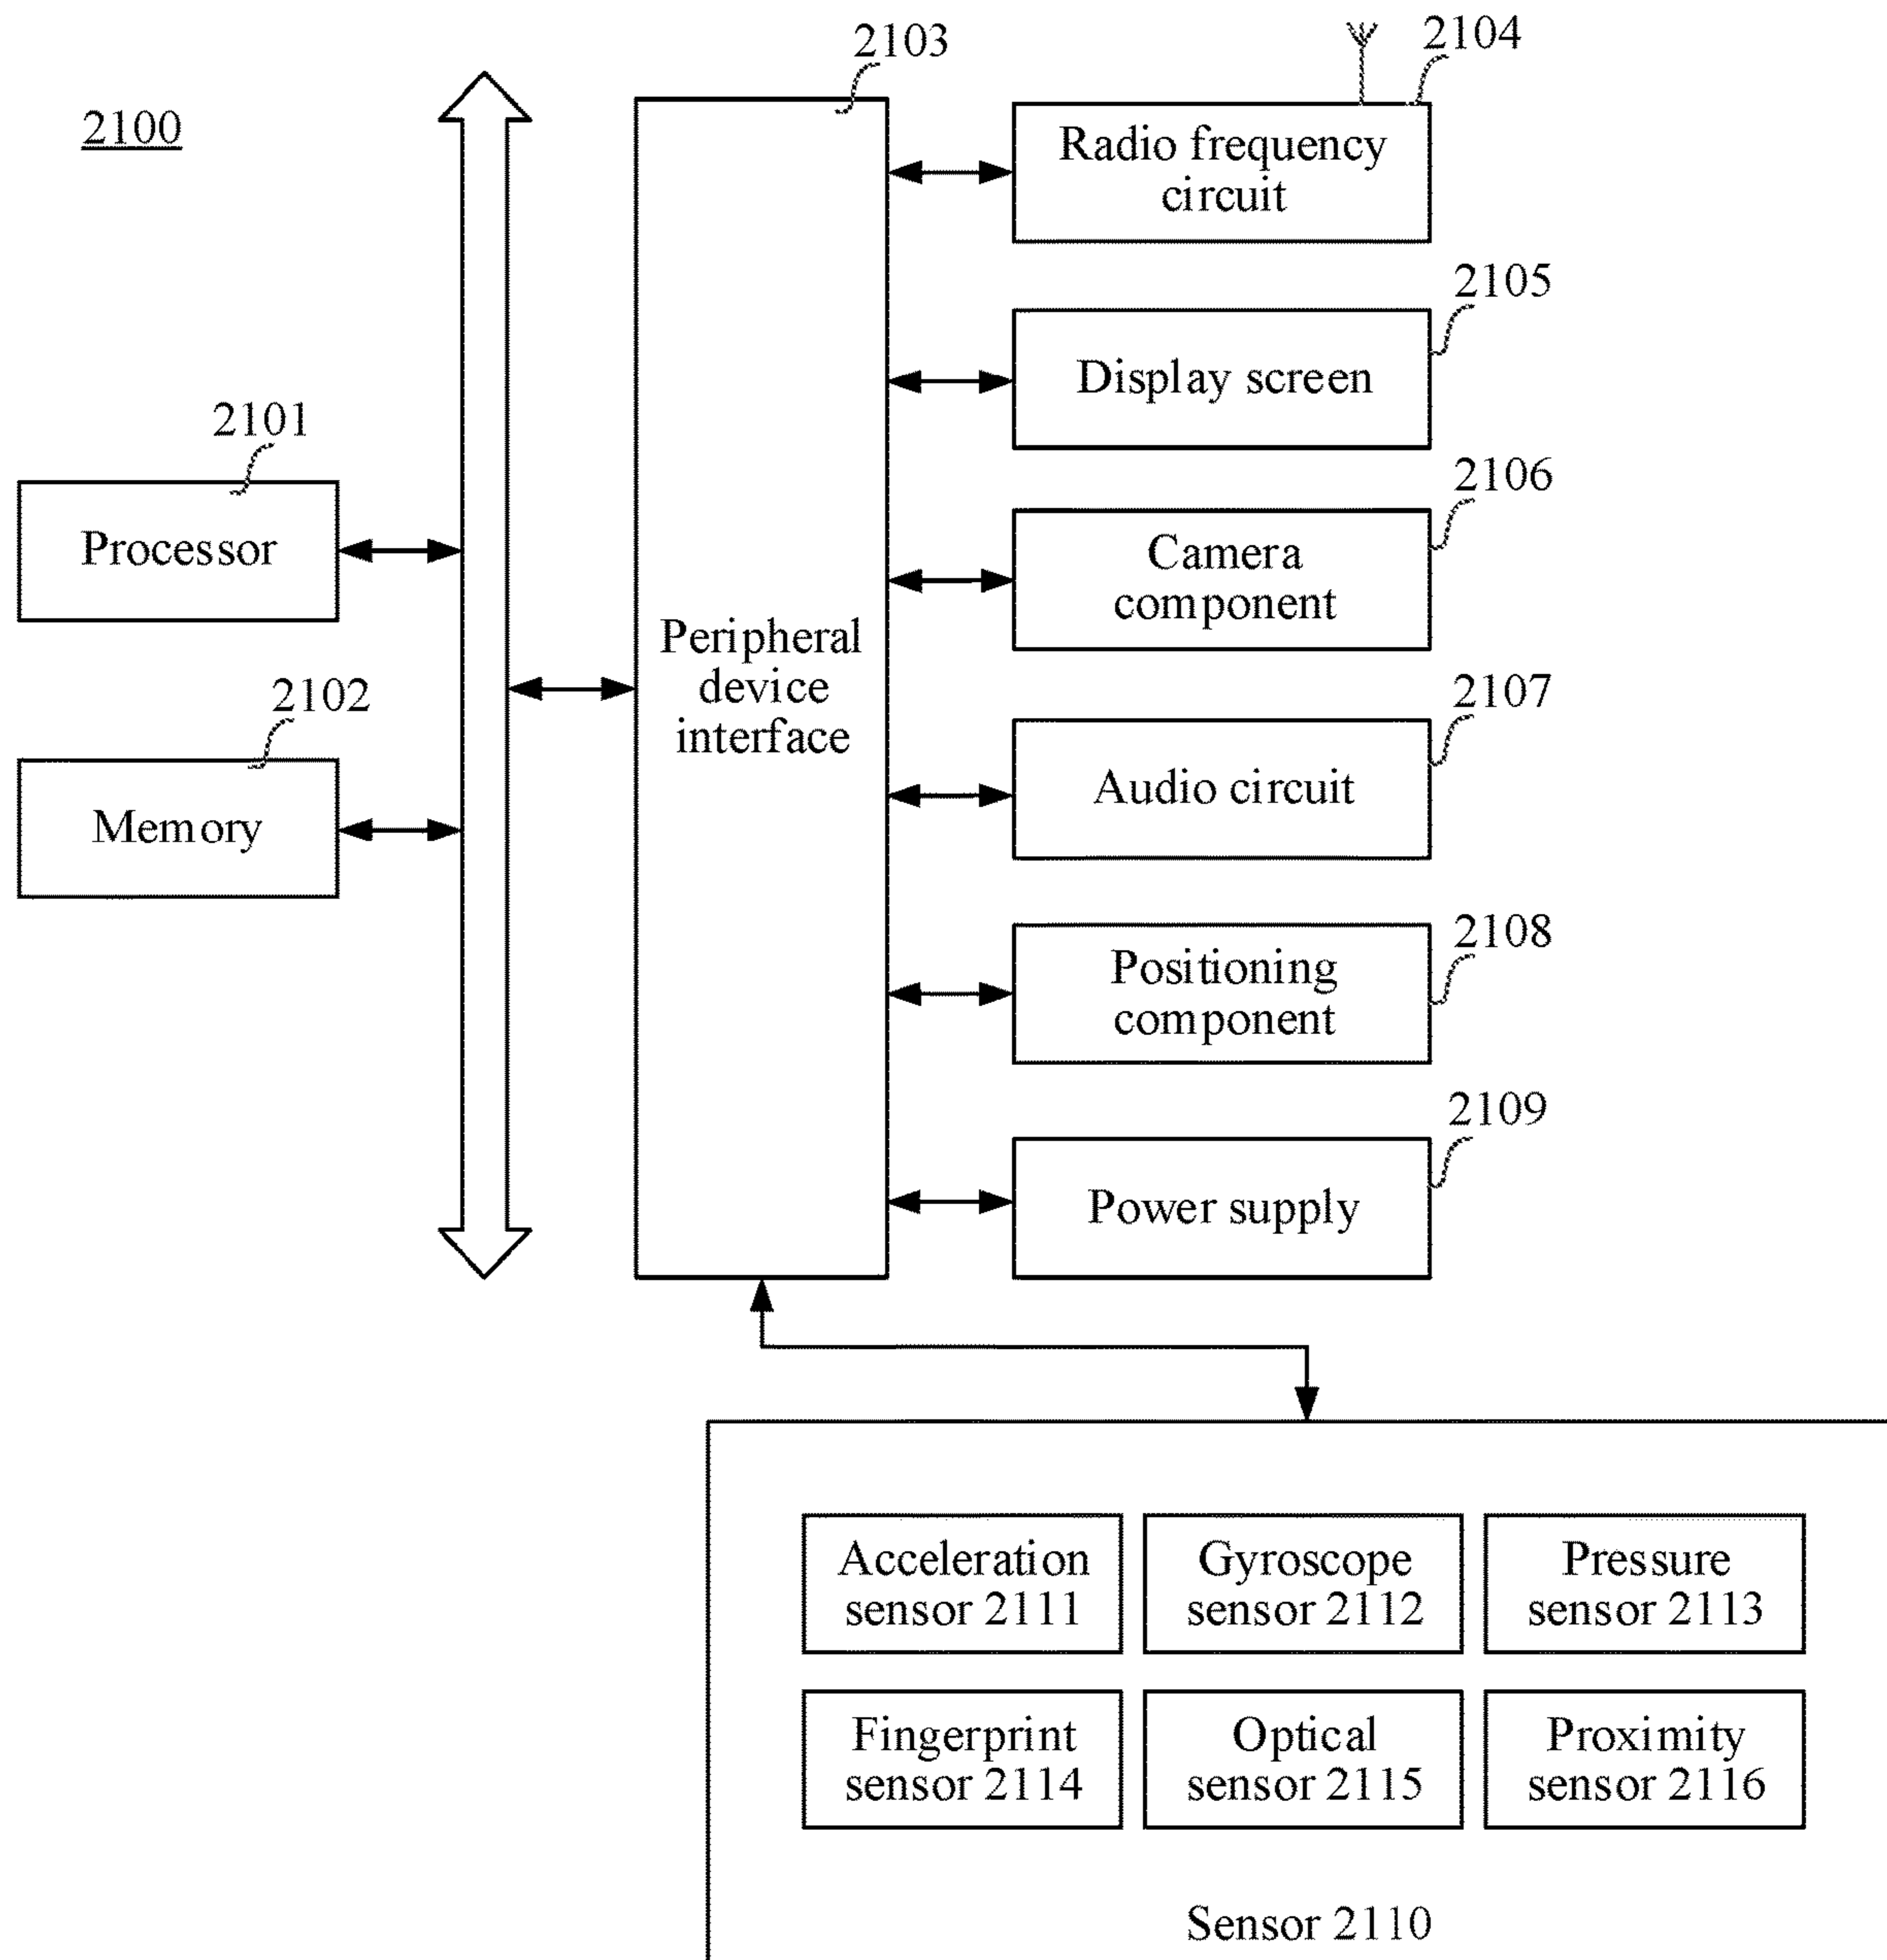 2100
2103
2104
Radio frequency
circuit
2105
Display screen
2101
Processor
2106
Camera
component
Peripheral
device
interface
2102
Memory
2107
Audio circuit
2108
Positioning
component
2109
Power supply
Acceleration
sensor 2111
Gyroscope
sensor 2112
Pressure
sensor 2113
Fingerprint
sensor 2114
Optical
sensor 2115
Proximity
sensor 2116
Sensor 2110